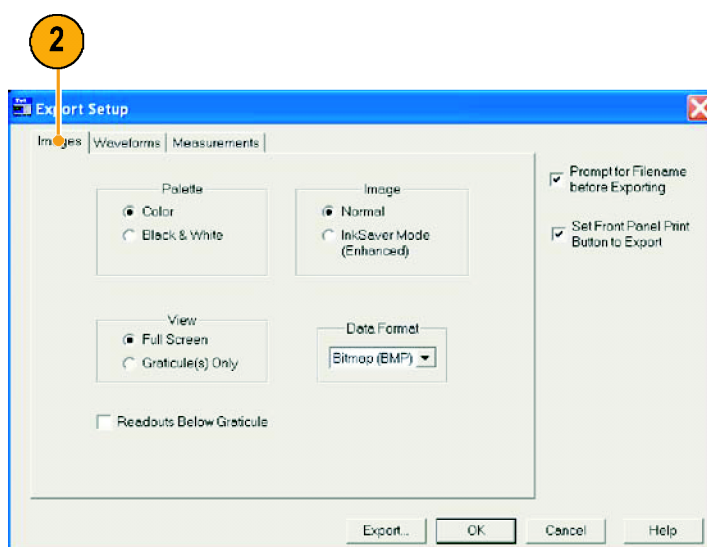 2
Export Setup
Images Waveforms Measurements
Palette
Color
Black & White
Image
Normal
InkSaver Mode
(Enhanced)
Prompt for Filename
before Exporting
Set Front Panel Print
Button to Export
View
Full Screen
Graticule(s) Only
Data Format
Bitmap (BMP)
Readouts Below Graticule
Export... OK Cancel Help